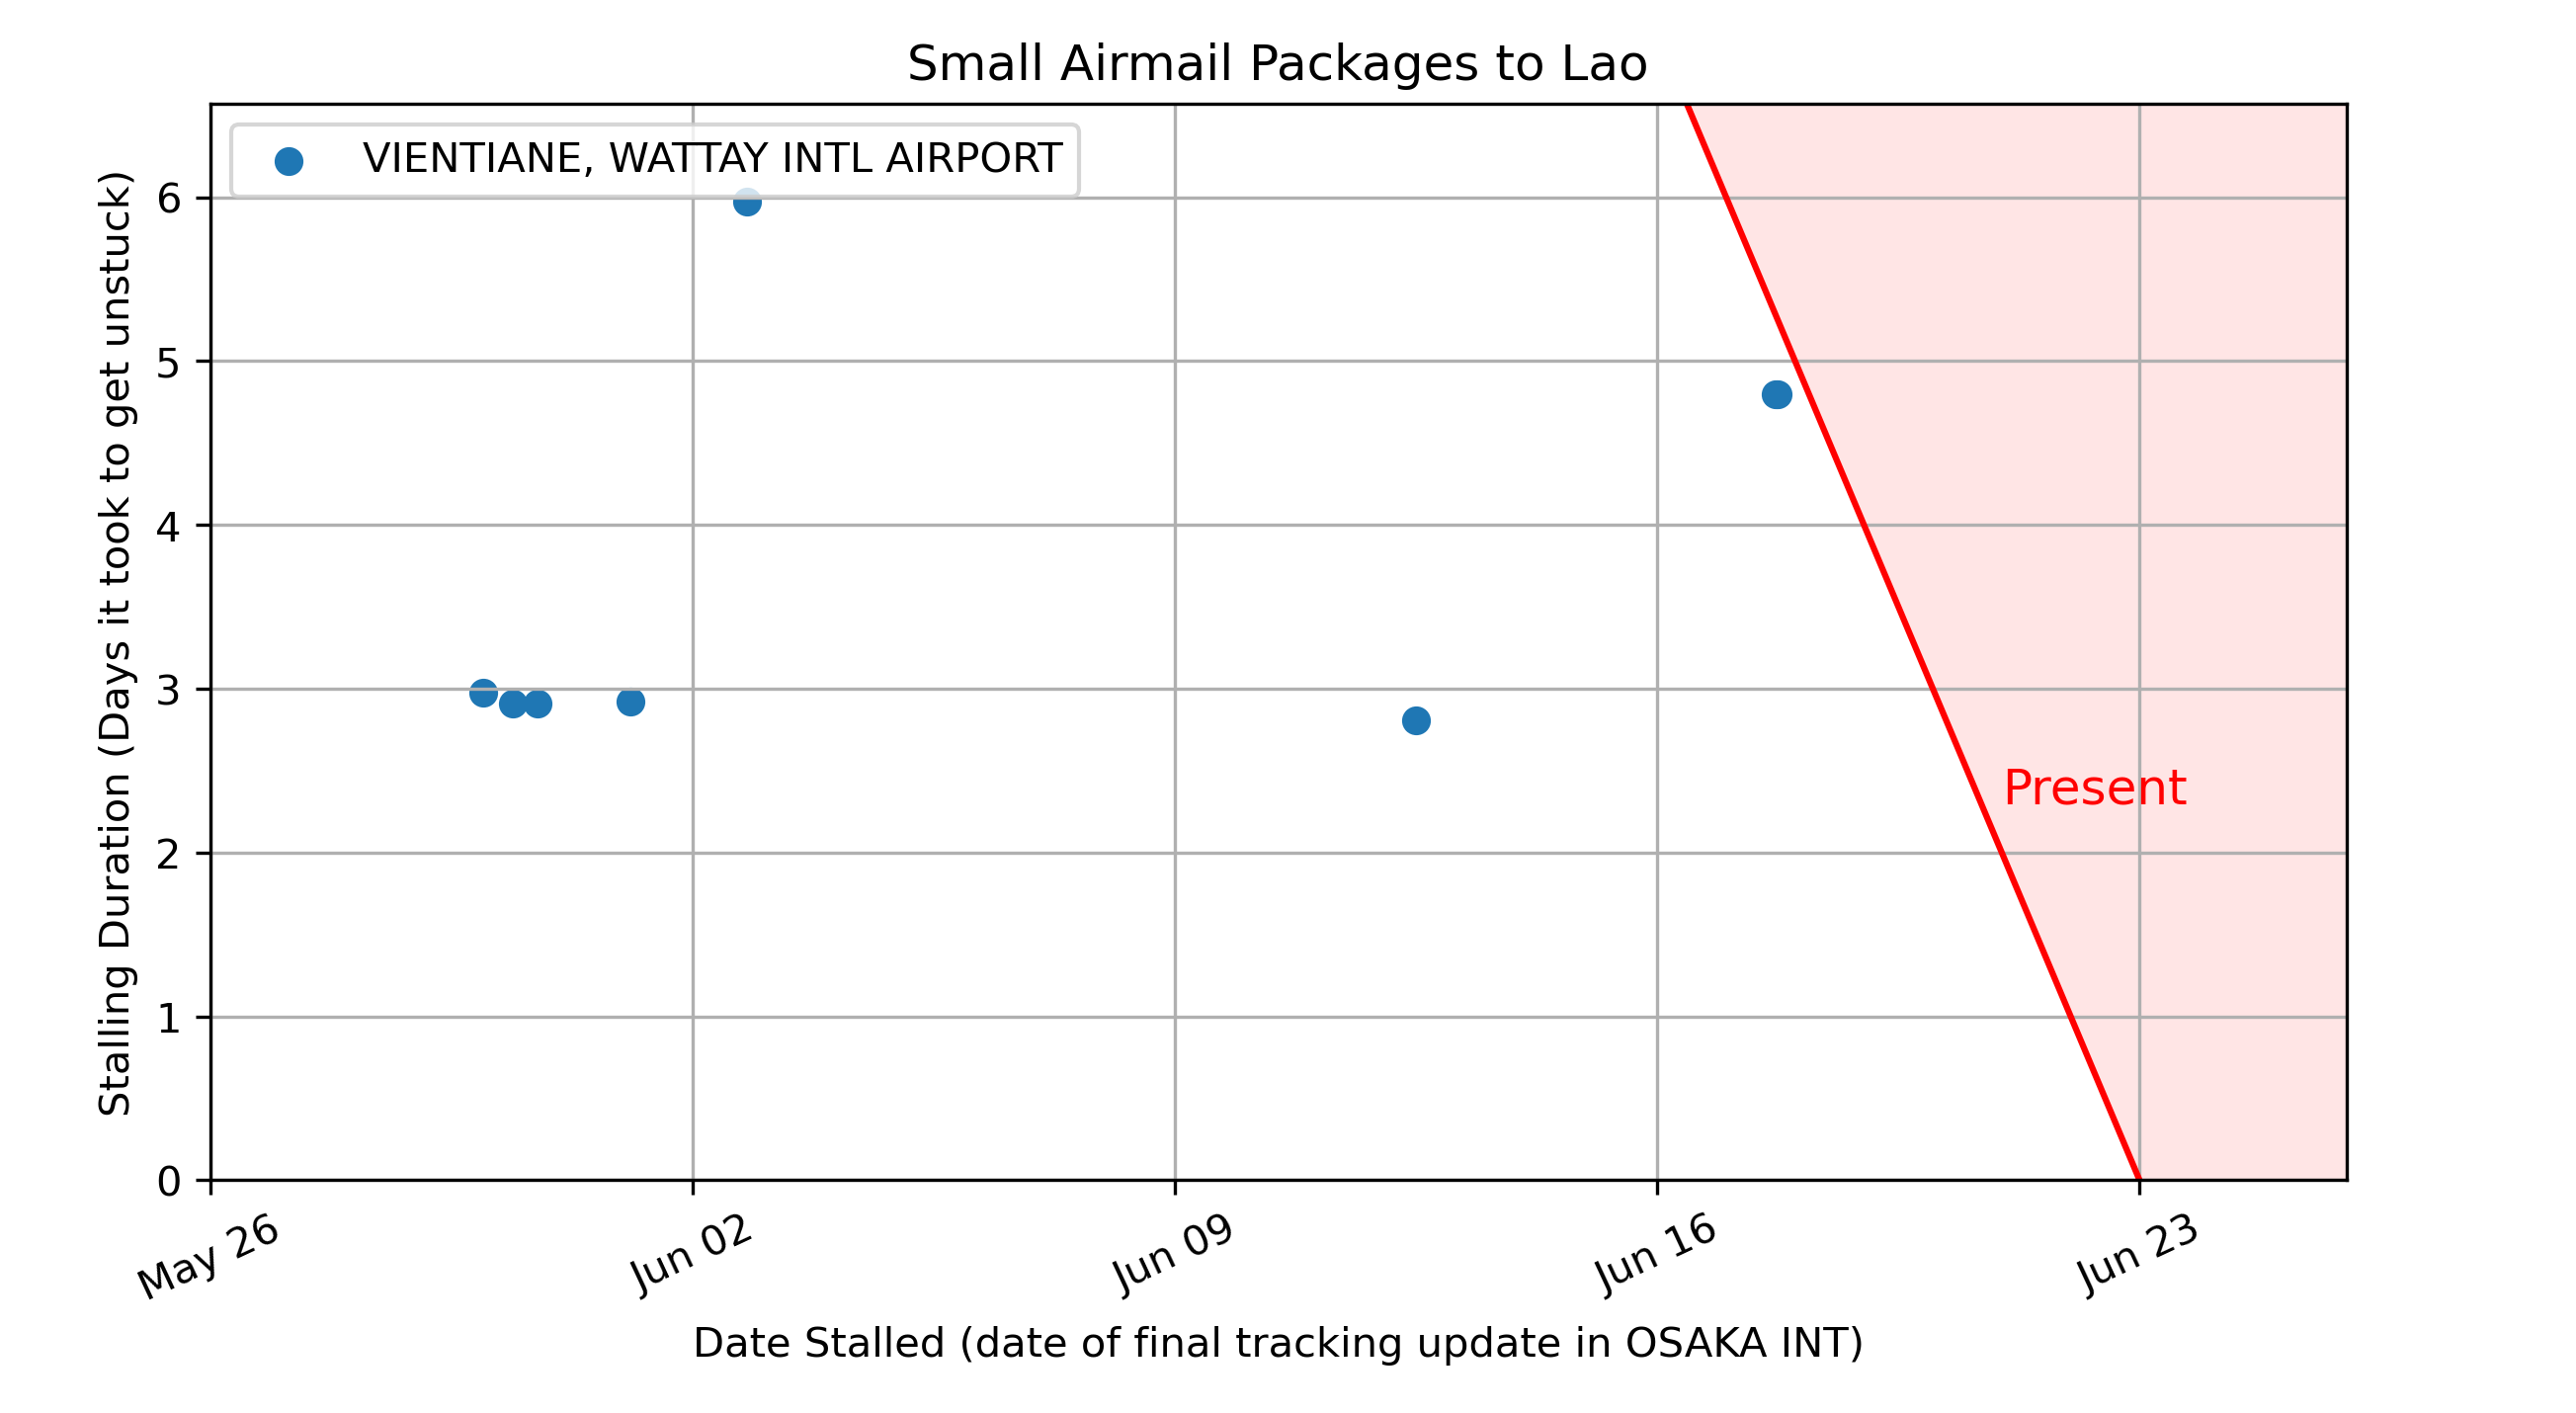 Small Airmail Packages to Lao
VIENTIANE, WATTAY INTL AIRPORT
Stalling Duration (Days it took to get unstuck)
6
5
4
3
2
1
0
Present
May 26
Jun 02
Jun 09
Jun 16
Jun 23
Date Stalled (date of final tracking update in OSAKA INT)